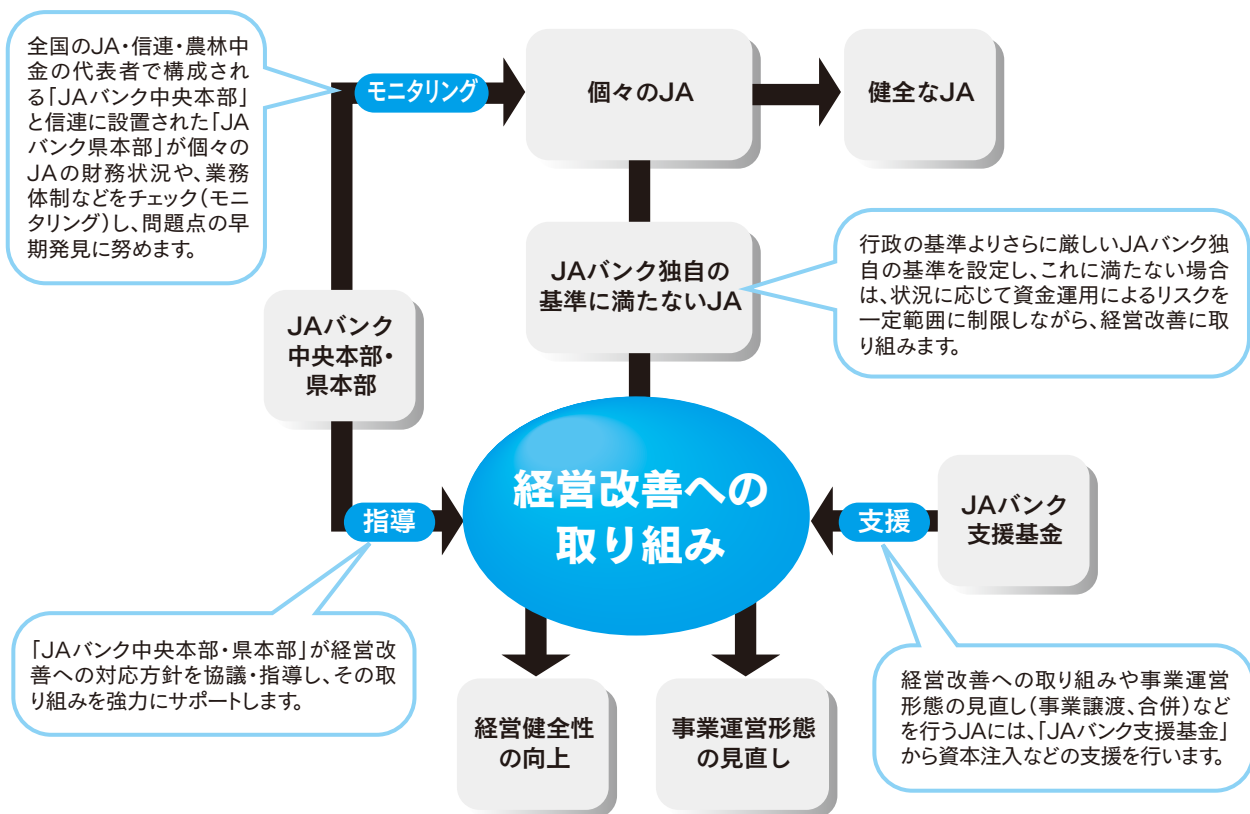 全国のJA・信連・農林中
金の代表者で構成され
る「JAバンク中央本部」
と信連に設置された「JA
バンク県本部」が個々の
JAの財務状況や、業務
体制などをチェック（モニ
タリング）し、問題点の早
期発見に努めます。
モニタリング
個々のJA
健全なJA
JAバンク独自の
基準に満たないJA
行政の基準よりさらに厳しいJAバンク独
自の基準を設定し、これに満たない場合
は、状況に応じて資金運用によるリスクを
一定範囲に制限しながら、経営改善に取
り組みます。
JAバンク
中央本部・
県本部
経営改善への
取り組み
指導
支援
JAバンク
支援基金
「JAバンク中央本部・県本部」が経営改
善への対応方針を協議・指導し、その取
り組みを強力にサポートします。
経営健全性
の向上
事業運営形態
の見直し
経営改善への取り組みや事業運営
形態の見直し（事業譲渡、合併）など
を行うJAには、「JAバンク支援基金」
から資本注入などの支援を行います。